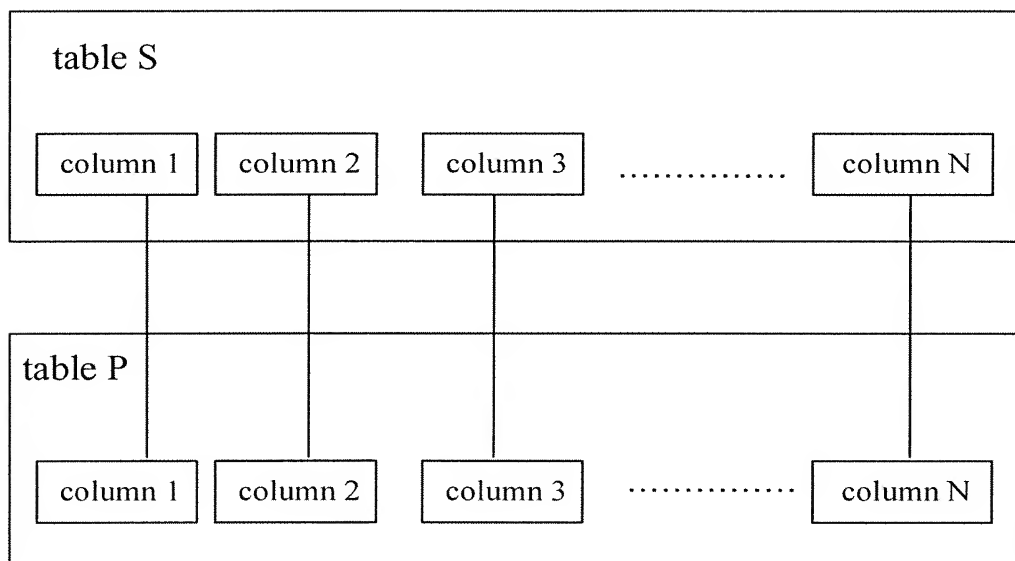 table S
column 1 column 2 column 3 ............... column N
table P
column 1 column 2 column 3 ............... column N